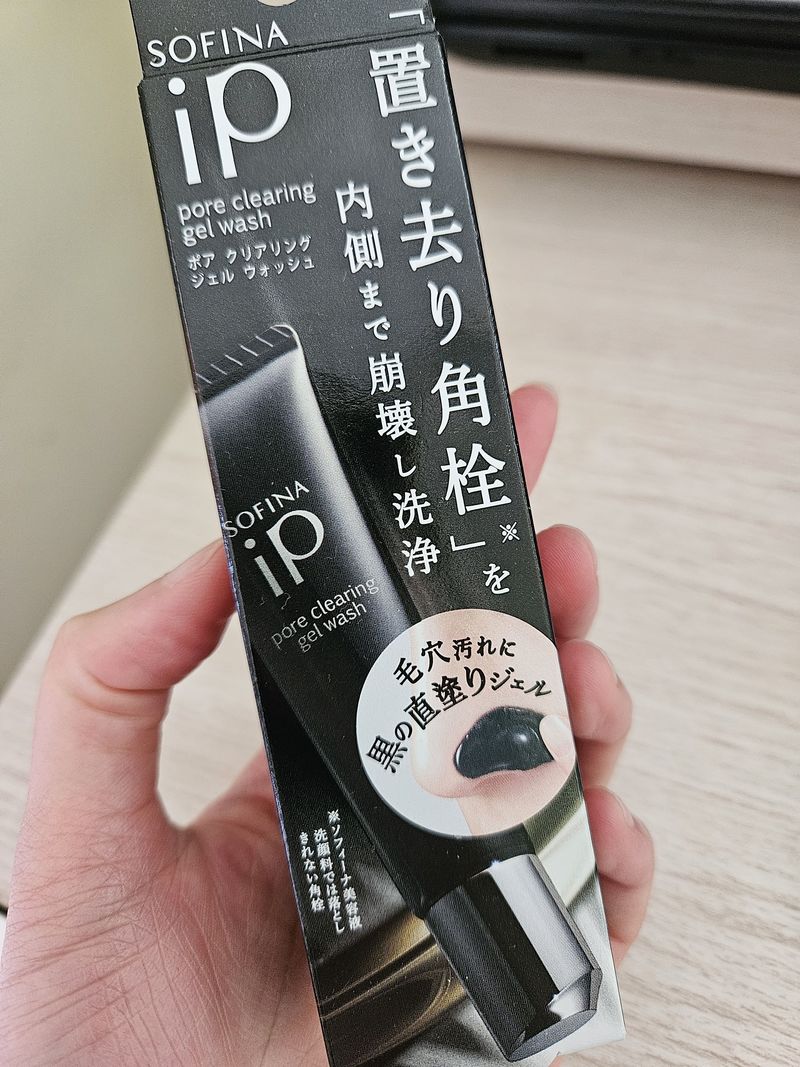 SOFINA
iP
pore clearing
gel wash
ポア クリアリング
ジェル ウォッシュ
「置き去り角栓」※を
内側まで崩壊し洗浄
SOFINA
iP
pore clearing
gel wash
毛穴汚れに
黒の直塗りジェル
※ソフィーナ美容液
洗顔料では落とし
きれない角栓